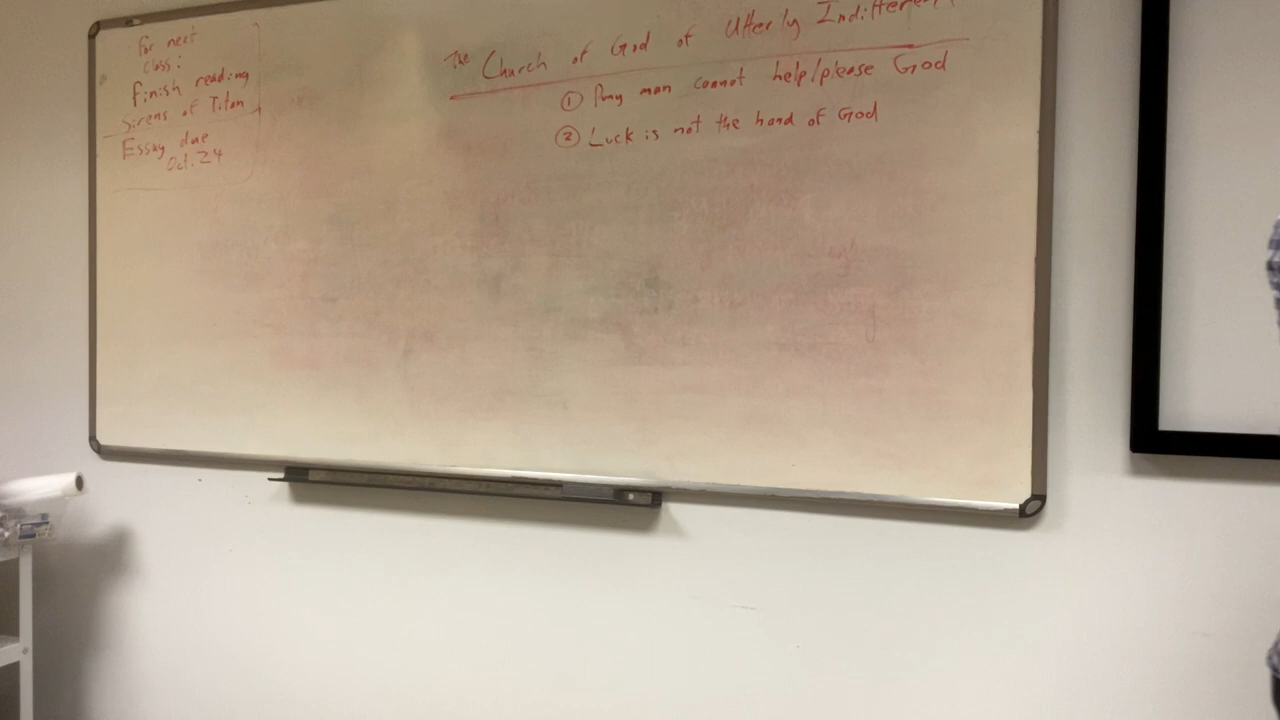 For next
class:
finish reading
Sirens of Titan
Essay due
Oct. 24
The Church of God of Utterly Indifferent
① Puny man cannot help/please God
② Luck is not the hand of God